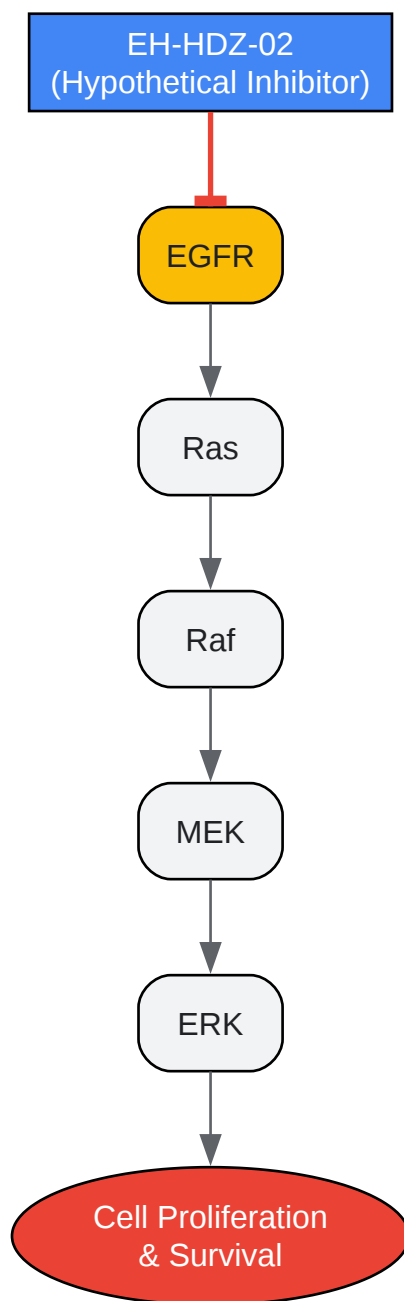 EH-HDZ-02
(Hypothetical Inhibitor)
EGFR
Ras
Raf
MEK
ERK
Cell Proliferation
& Survival